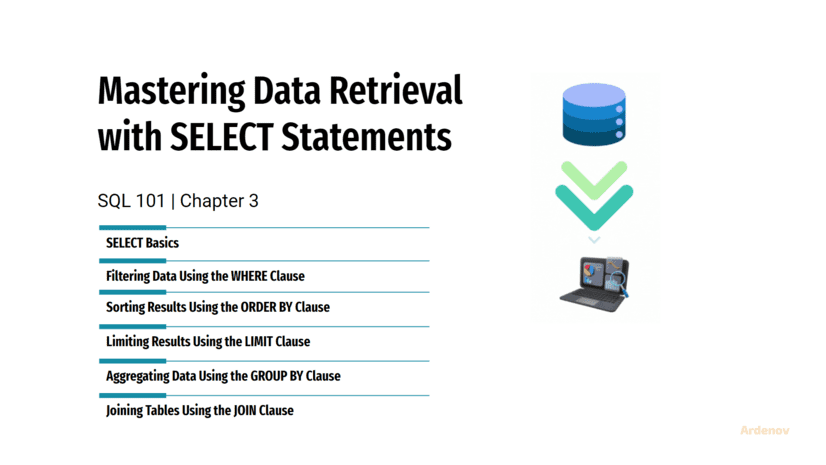 Mastering Data Retrieval
with SELECT Statements
SQL 101 | Chapter 3
SELECT Basics
Filtering Data Using the WHERE Clause
Sorting Results Using the ORDER BY Clause
Limiting Results Using the LIMIT Clause
Aggregating Data Using the GROUP BY Clause
Joining Tables Using the JOIN Clause
Ardenov